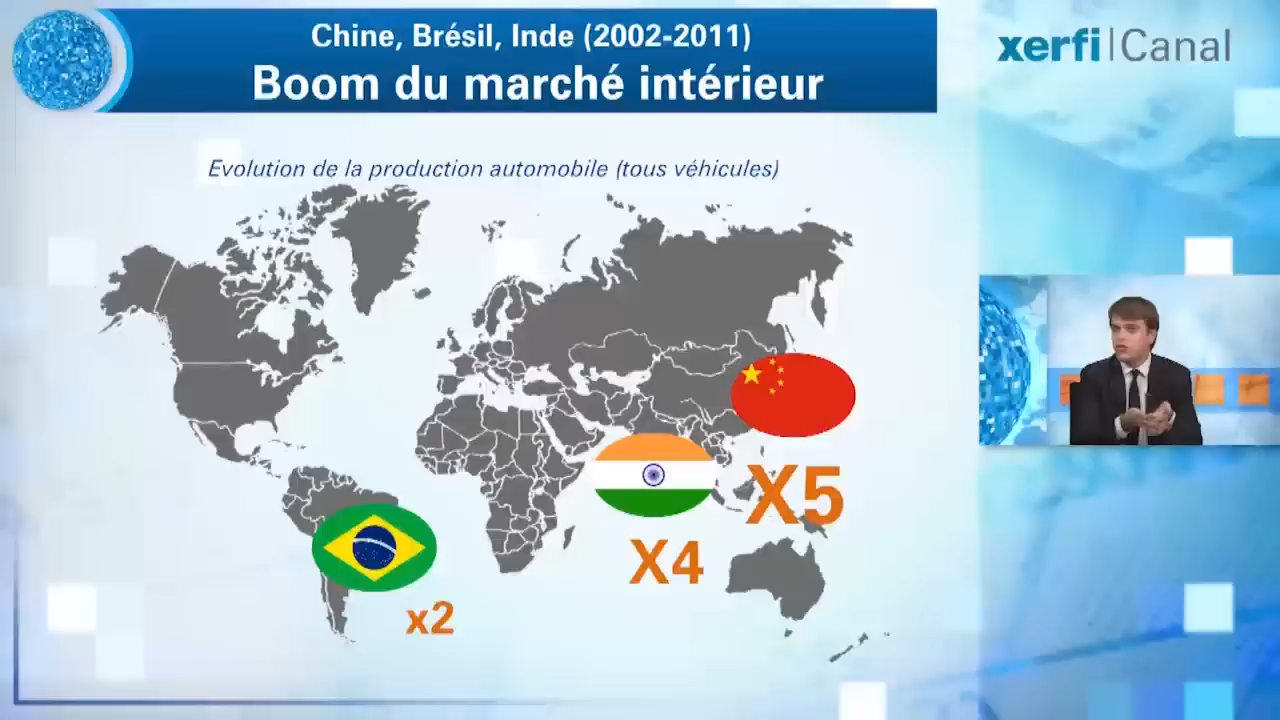 Chine, Brésil, Inde (2002-2011)
Boom du marché intérieur
xerfi|Canal
Evolution de la production automobile (tous véhicules)
X5
X4
x2